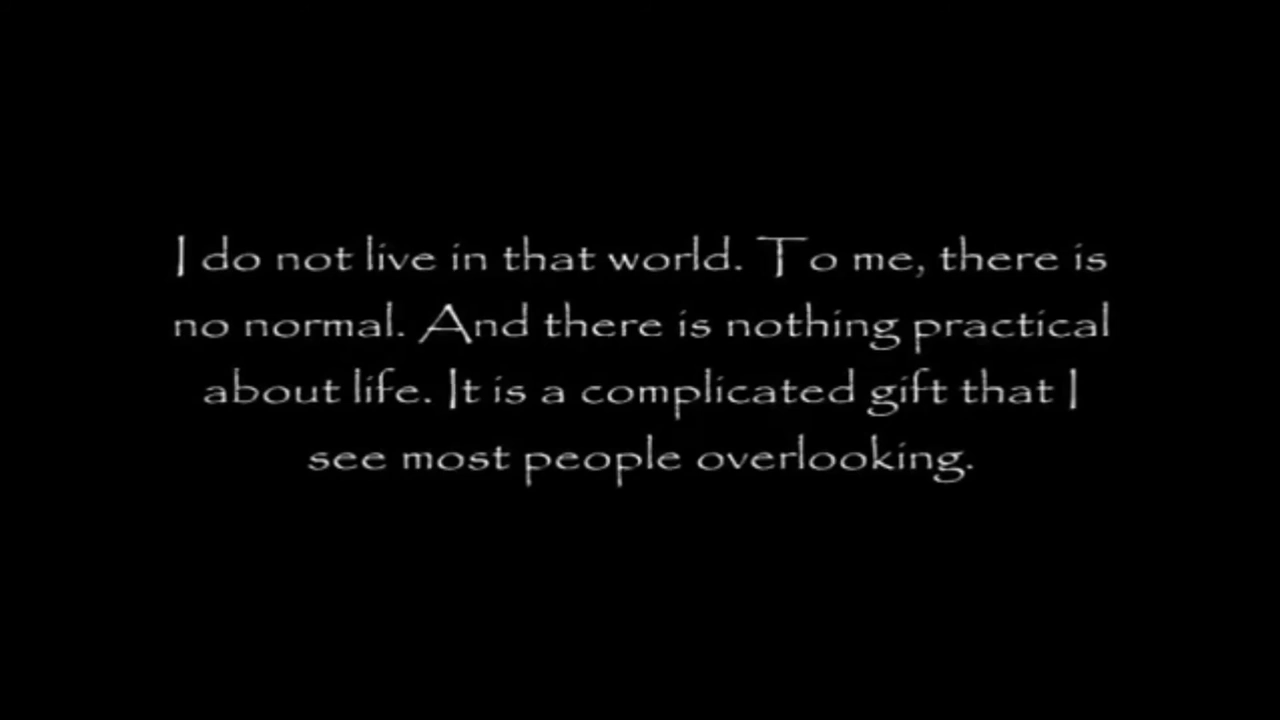 I do not live in that world. To me, there is
no normal. And there is nothing practical
about life. It is a complicated gift that I
see most people overlooking.